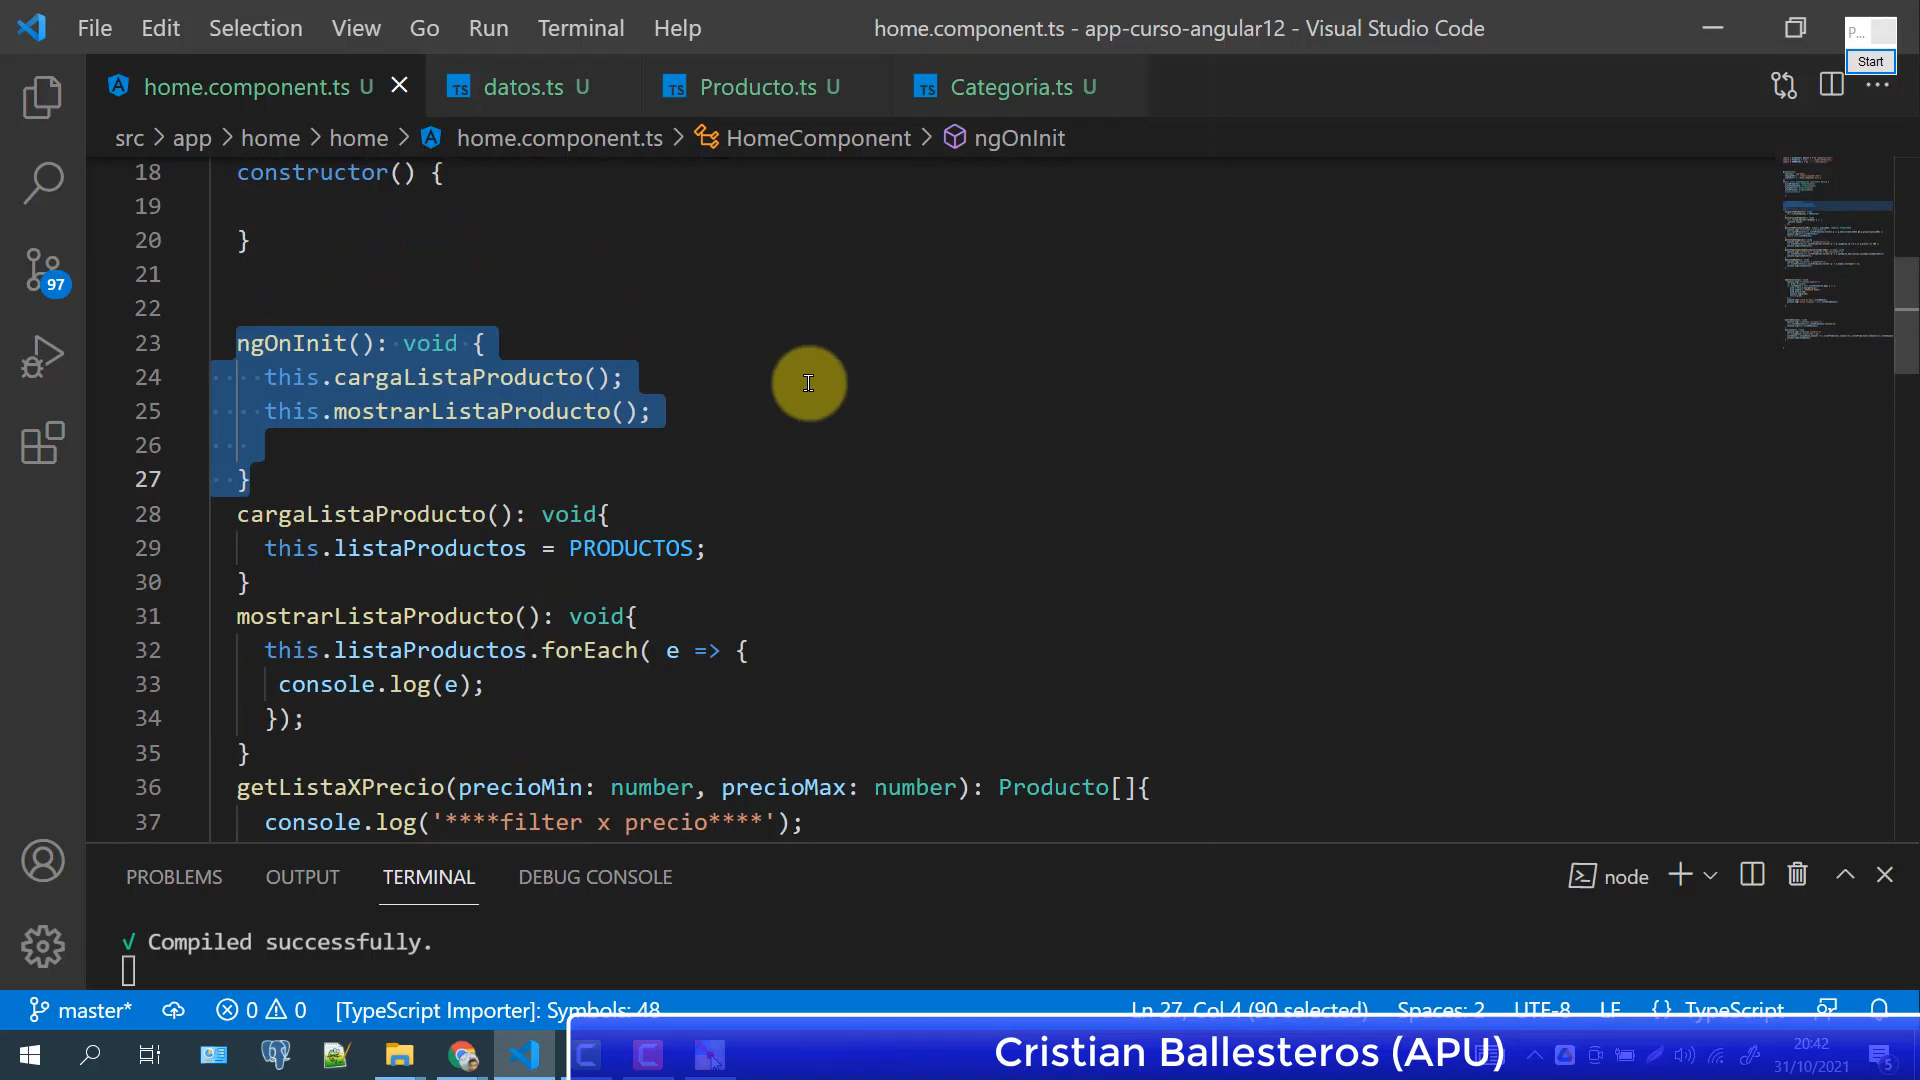 File Edit Selection View Go Run Terminal Help home.component.ts - app-curso-angular12 - Visual Studio Code
P...
Start
home.component.ts U datos.ts U Producto.ts U Categoria.ts U
src > app > home > home > home.component.ts > HomeComponent > ngOnInit
18 constructor() {
19
20 }
21
22
23 ngOnInit(): void {
24 this.cargaListaProducto();
25 this.mostrarListaProducto();
26
27 }
28 cargaListaProducto(): void{
29 this.listaProductos = PRODUCTOS;
30 }
31 mostrarListaProducto(): void{
32 this.listaProductos.forEach( e => {
33 console.log(e);
34 });
35 }
36 getListaXPrecio(precioMin: number, precioMax: number): Producto[]{
37 console.log('****filter x precio****');
97
PROBLEMS OUTPUT TERMINAL DEBUG CONSOLE node
√ Compiled successfully.
master* 0 0 [TypeScript Importer]: Symbols: 48 Ln 27, Col 4 (90 selected) Spaces: 2 UTF-8 LF {} TypeScript
Cristian Ballesteros (APU)
20:42
31/10/2021
5